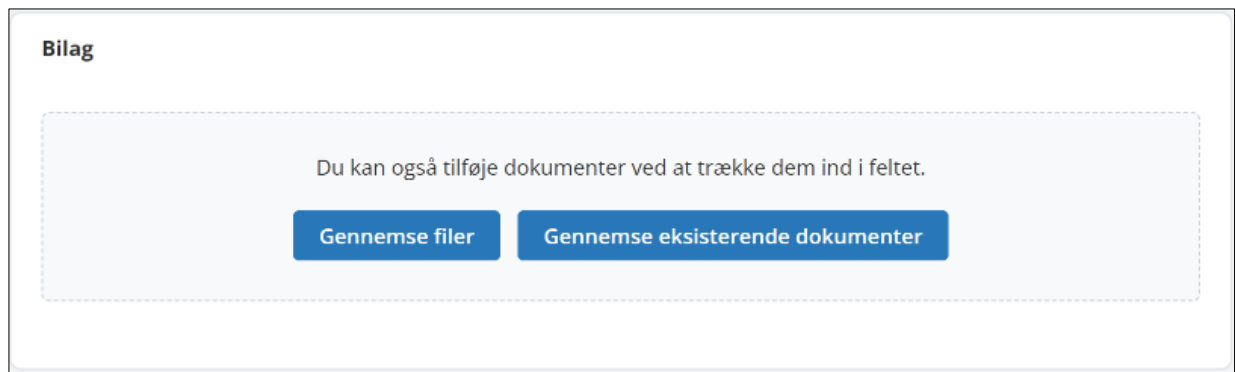 Bilag
Du kan også tilføje dokumenter ved at trække dem ind i feltet.
Gennemse filer
Gennemse eksisterende dokumenter